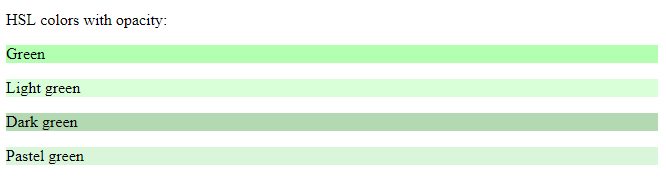 HSL colors with opacity:
Green
Light green
Dark green
Pastel green